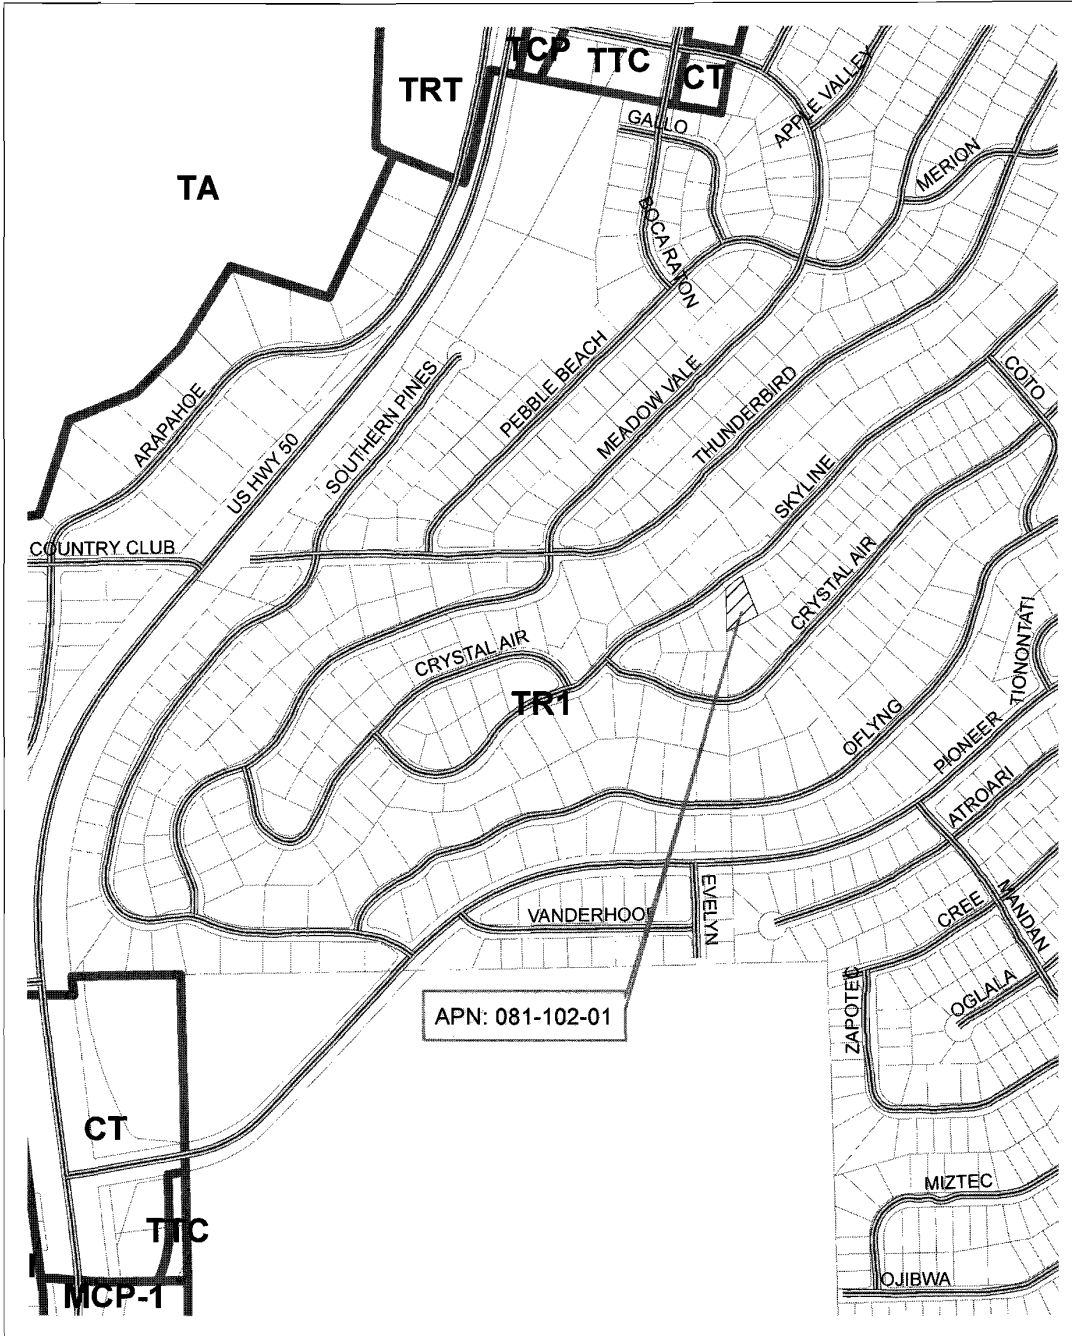 TCP
TTC
CT
TRT
GALLO
APPLE VALLEY
MERION
TA
BOCA RATON
COTO
PEBBLE BEACH
MEADOW VALE
THUNDERBIRD
SOUTHERN PINES
ARAPAHOE
US HWY 50
SKYLINE
COUNTRY CLUB
CRYSTAL AIR
TIONONTATI
CRYSTAL AIR
TR1
OFLYNG
PIONEER
ATROARI
EVELYN
VANDERHOOF
CREE
MANDAN
OGLALA
ZAPOTEC
APN: 081-102-01
CT
MIZTEC
TTC
OJIBWA
MCP-1